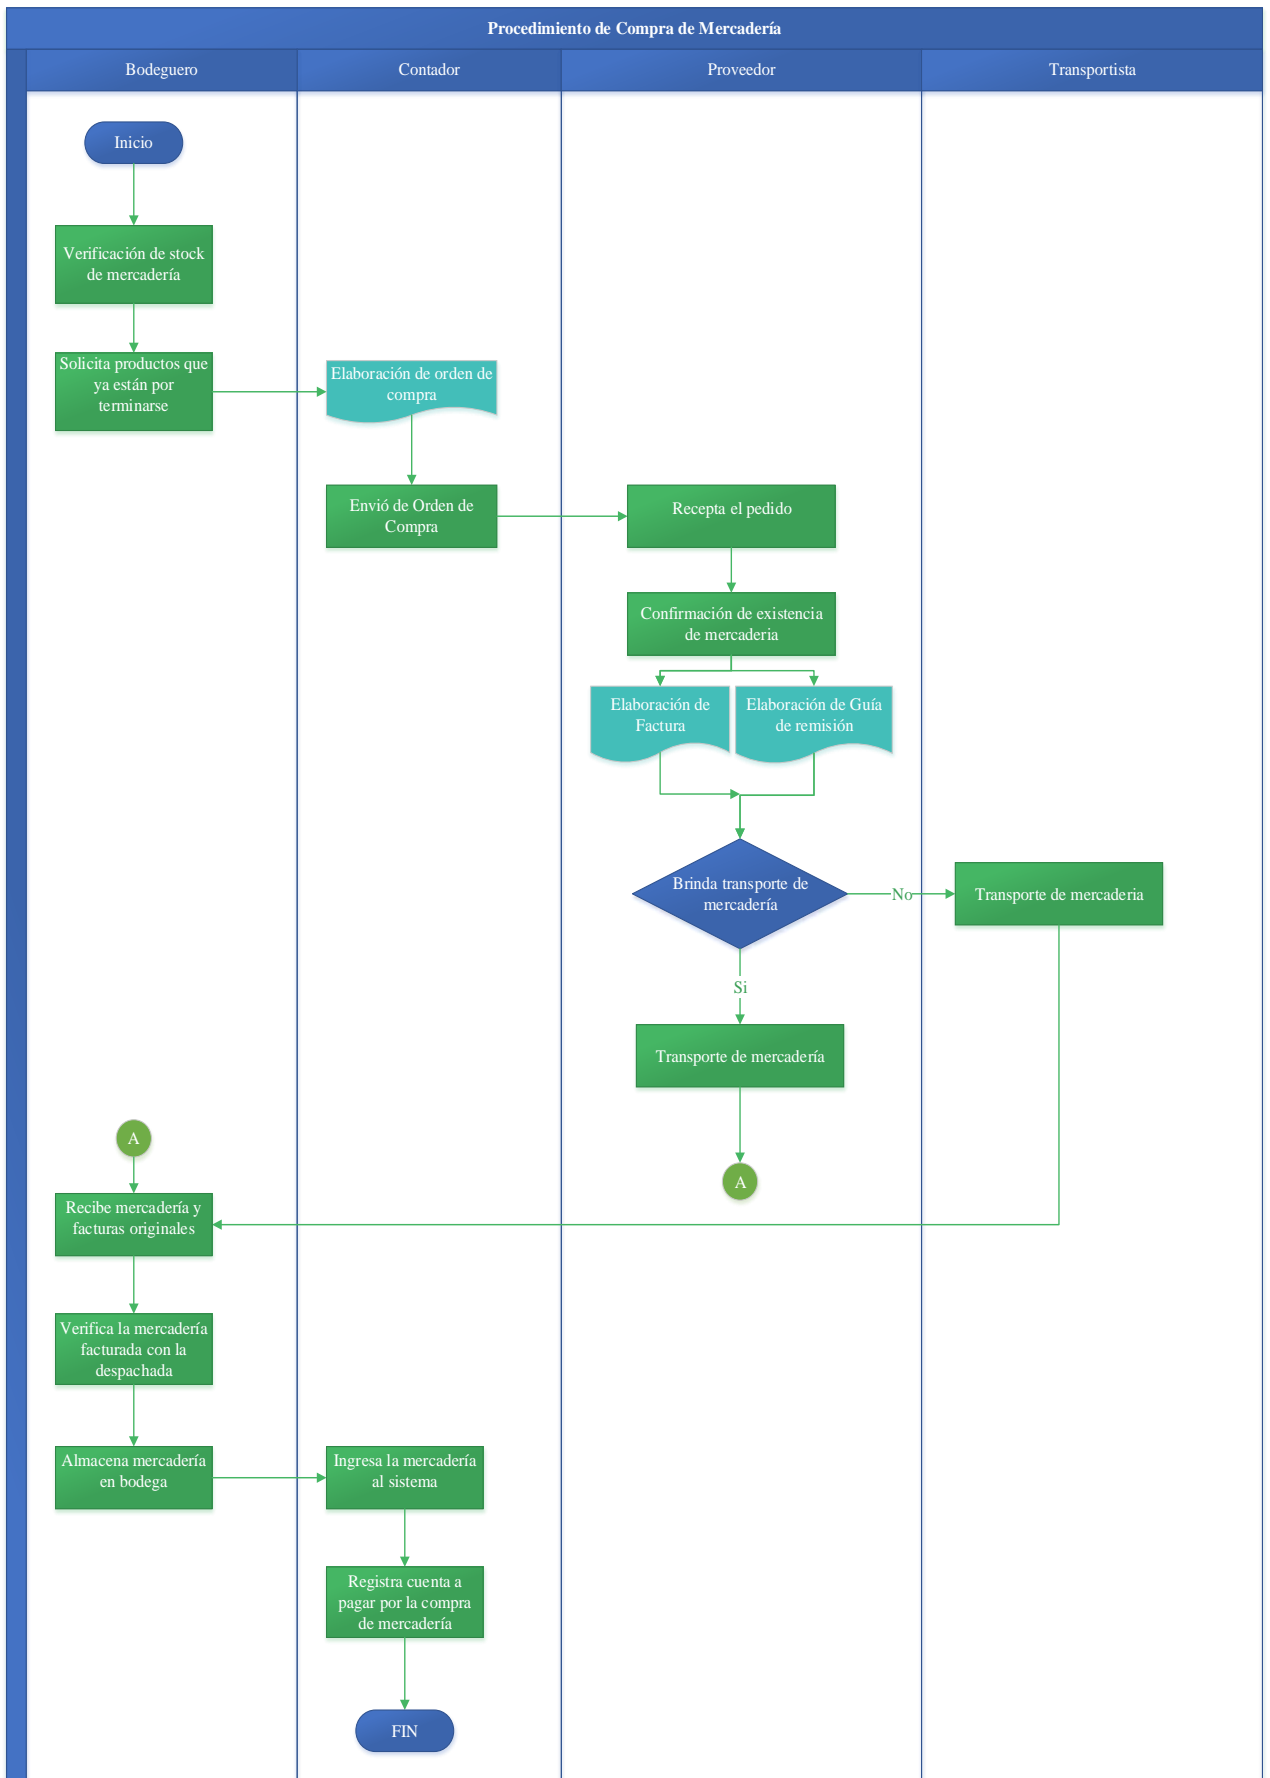 Procedimiento de Compra de Mercadería
Bodeguero
Contador
Proveedor
Transportista
Inicio
Verificación de stock
de mercadería
Solicita productos que
ya están por
terminarse
Elaboración de orden de
compra
Envió de Orden de
Compra
Recepta el pedido
Confirmación de existencia
de mercaderia
Elaboración de
Factura
Elaboración de Guía
de remisión
Brinda transporte de
mercadería
No
Transporte de mercaderia
Si
Transporte de mercadería
A
A
Recibe mercadería y
facturas originales
Verifica la mercadería
facturada con la
despachada
Almacena mercadería
en bodega
Ingresa la mercadería
al sistema
Registra cuenta a
pagar por la compra
de mercadería
FIN